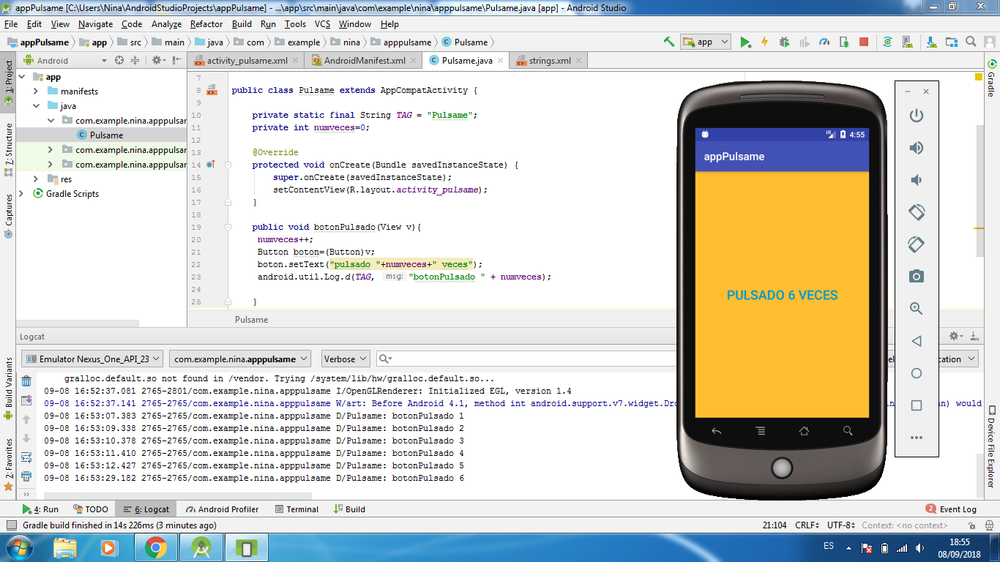 appPulsame [C:\Users\Nina\AndroidStudioProjects\appPulsame] - ...\app\src\main\java\com\example\nina\apppulsame\Pulsame.java [app] - Android Studio
File Edit View Navigate Code Analyze Refactor Build Run Tools VCS Window Help
appPulsame app src main java com example nina apppulsame Pulsame app
1: Project
7: Structure
Captures
Build Variants
2: Favorites
Android
app
manifests
java
com.example.nina.apppulsar
Pulsame
com.example.nina.apppulsar
com.example.nina.apppulsar
res
Gradle Scripts
activity_pulsame.xml AndroidManifest.xml Pulsame.java strings.xml
7
8 public class Pulsame extends AppCompatActivity {
9
10 private static final String TAG = "Pulsame";
11 private int numveces=0;
12
13 @Override
14 protected void onCreate(Bundle savedInstanceState) {
15 super.onCreate(savedInstanceState);
16 setContentView(R.layout.activity_pulsame);
17 }
18
19 public void botonPulsado(View v){
20 numveces++;
21 Button boton=(Button)v;
22 boton.setText("pulsado "+numveces+" veces");
23 android.util.Log.d(TAG, msg: "botonPulsado " + numveces);
24
25 }
Pulsame
4:55
appPulsame
PULSADO 6 VECES
Gradle
Device File Explorer
Logcat
Emulator Nexus_One_API_23 com.example.nina.apppulsame Verbose
gralloc.default.so not found in /vendor. Trying /system/lib/hw/gralloc.default.so...
09-08 16:52:37.081 2765-2801/com.example.nina.apppulsame I/OpenGLRenderer: Initialized EGL, version 1.4
09-08 16:52:37.141 2765-2765/com.example.nina.apppulsame W/art: Before Android 4.1, method int android.support.v7.widget.Dro would
09-08 16:53:07.383 2765-2765/com.example.nina.apppulsame D/Pulsame: botonPulsado 1
09-08 16:53:09.338 2765-2765/com.example.nina.apppulsame D/Pulsame: botonPulsado 2
09-08 16:53:10.378 2765-2765/com.example.nina.apppulsame D/Pulsame: botonPulsado 3
09-08 16:53:11.410 2765-2765/com.example.nina.apppulsame D/Pulsame: botonPulsado 4
09-08 16:53:12.427 2765-2765/com.example.nina.apppulsame D/Pulsame: botonPulsado 5
09-08 16:53:29.182 2765-2765/com.example.nina.apppulsame D/Pulsame: botonPulsado 6
4: Run TODO 6: Logcat Android Profiler Terminal Build 2 Event Log
Gradle build finished in 14s 226ms (3 minutes ago) 21:104 CRLF UTF-8 Context: <no context>
ES 18:55
08/09/2018